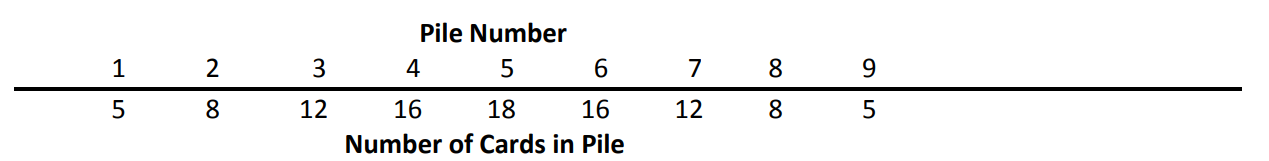 Pile Number
1 2 3 4 5 6 7 8 9
5 8 12 16 18 16 12 8 5
Number of Cards in Pile